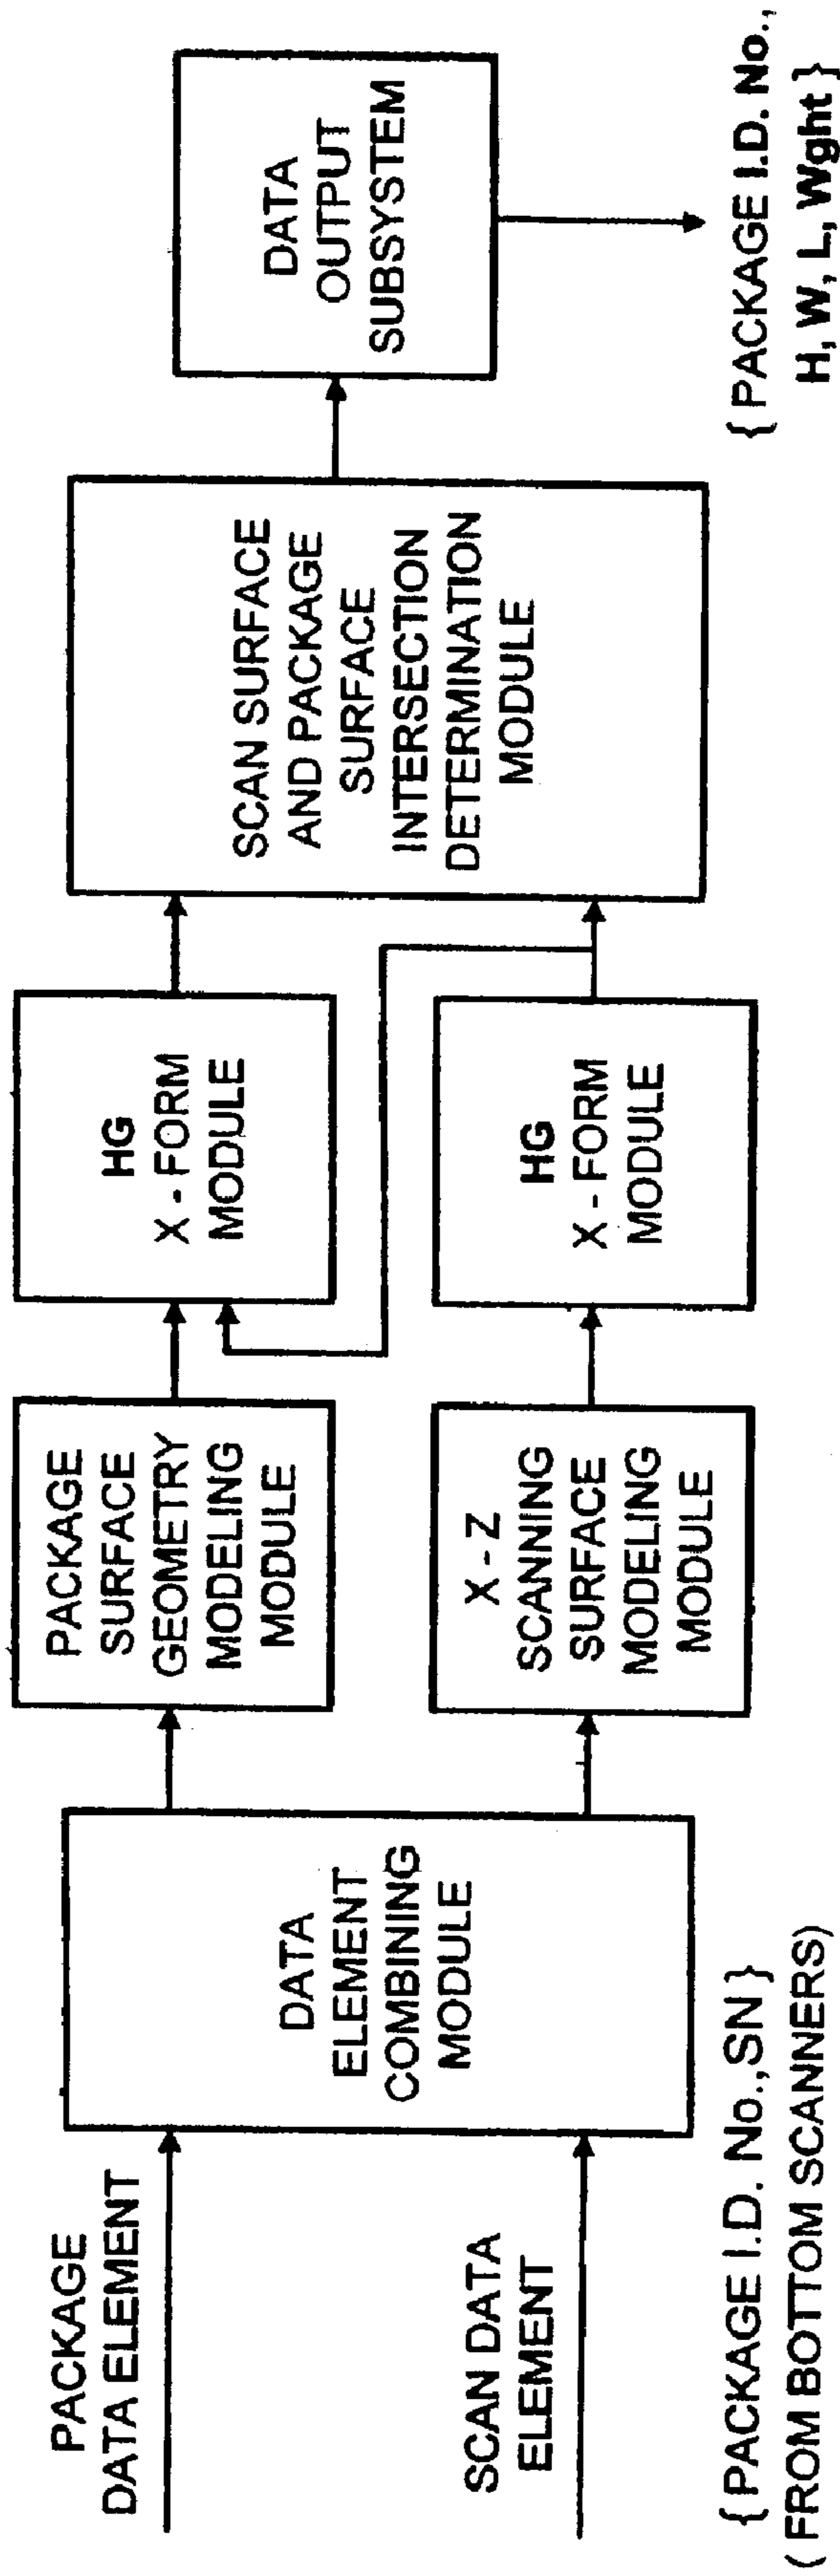 PACKAGE
DATA ELEMENT
SCAN DATA
ELEMENT
{ PACKAGE I.D. No.,SN }
( FROM BOTTOM SCANNERS)
DATA
ELEMENT
COMBINING
MODULE
PACKAGE
SURFACE
GEOMETRY
MODELING
MODULE
X - Z
SCANNING
SURFACE
MODELING
MODULE
HG
X - FORM
MODULE
HG
X - FORM
MODULE
SCAN SURFACE
AND PACKAGE
SURFACE
INTERSECTION
DETERMINATION
MODULE
DATA
OUTPUT
SUBSYSTEM
{ PACKAGE I.D. No.,
H, W, L, Wght }